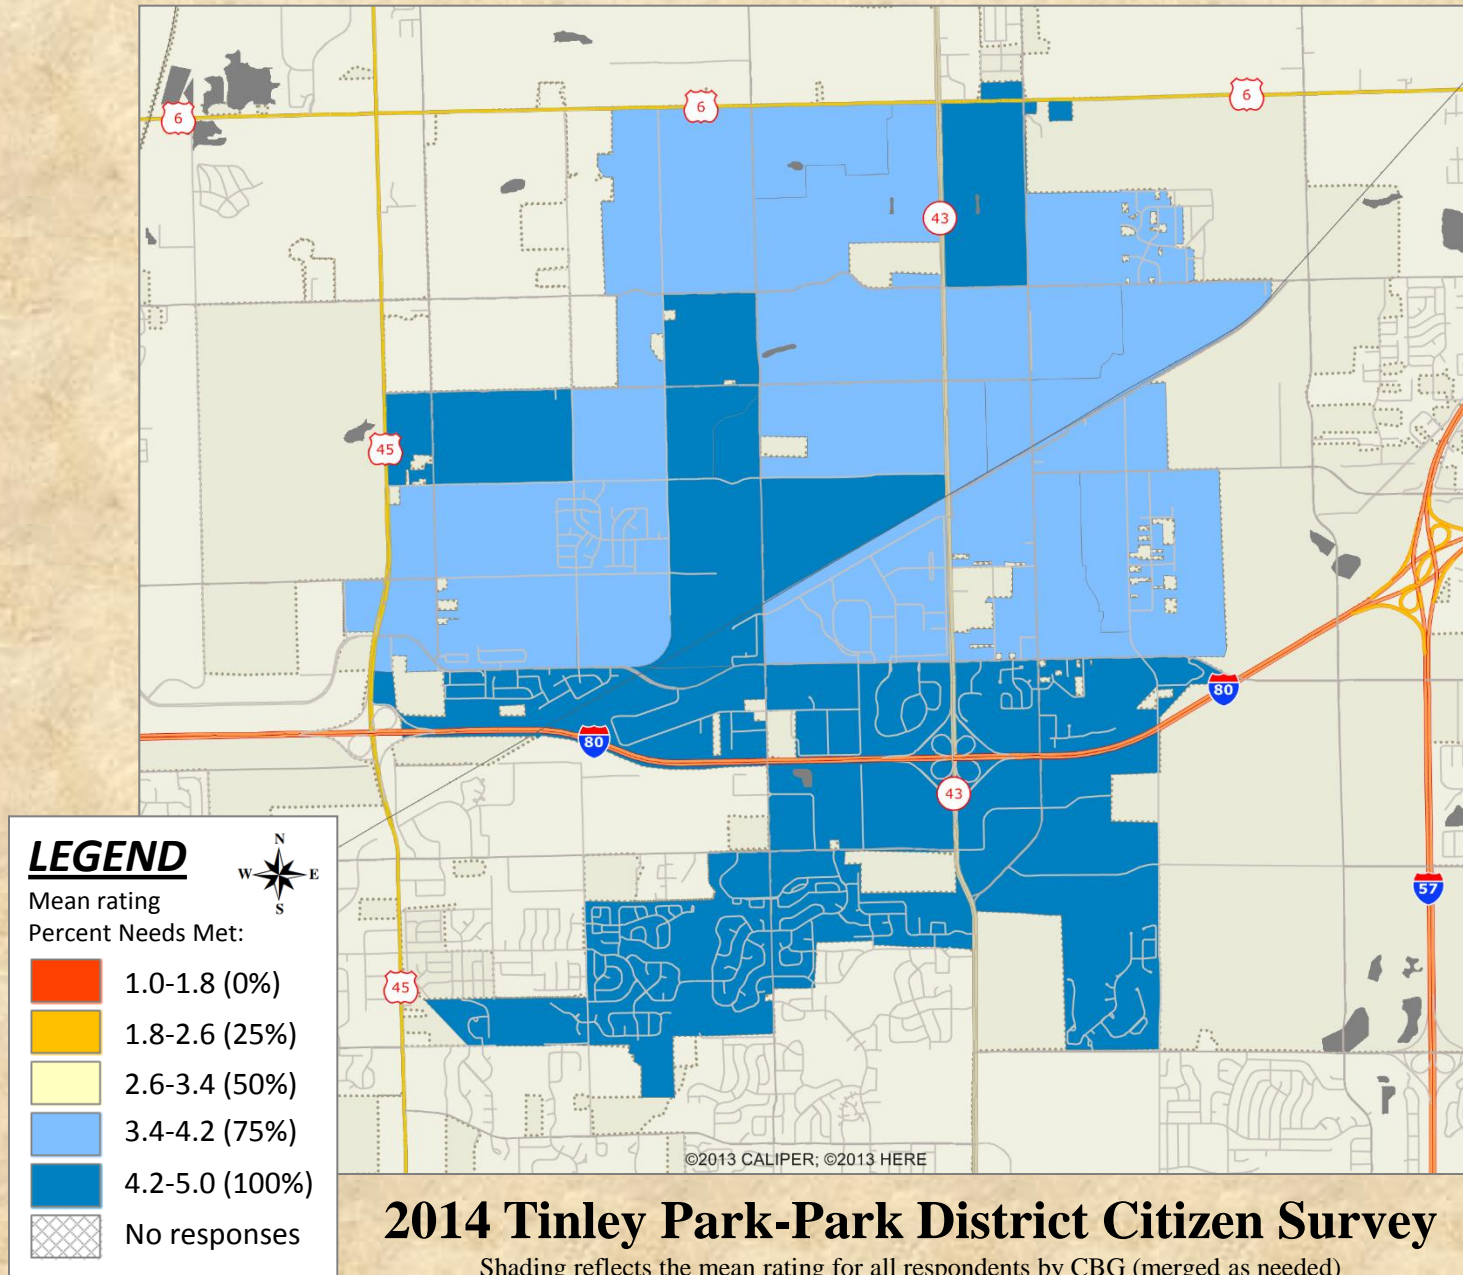 6
6
6
43
45
80
80
43
57
45
©2013 CALIPER; ©2013 HERE
LEGEND
N
W E
S
Mean rating
Percent Needs Met:
1.0-1.8 (0%)
1.8-2.6 (25%)
2.6-3.4 (50%)
3.4-4.2 (75%)
4.2-5.0 (100%)
No responses
2014 Tinley Park-Park District Citizen Survey
Shading reflects the mean rating for all respondents by CBG (merged as needed)